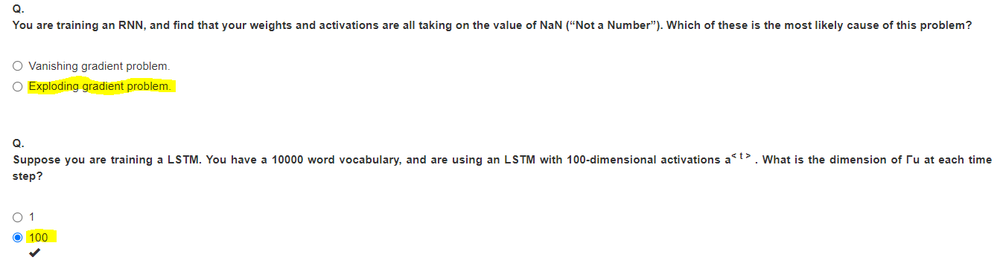 Q.
You are training an RNN, and find that your weights and activations are all taking on the value of NaN (“Not a Number”). Which of these is the most likely cause of this problem?
Vanishing gradient problem.
Exploding gradient problem.
Q.
Suppose you are training a LSTM. You have a 10000 word vocabulary, and are using an LSTM with 100-dimensional activations a<t> . What is the dimension of Γu at each time
step?
1
100